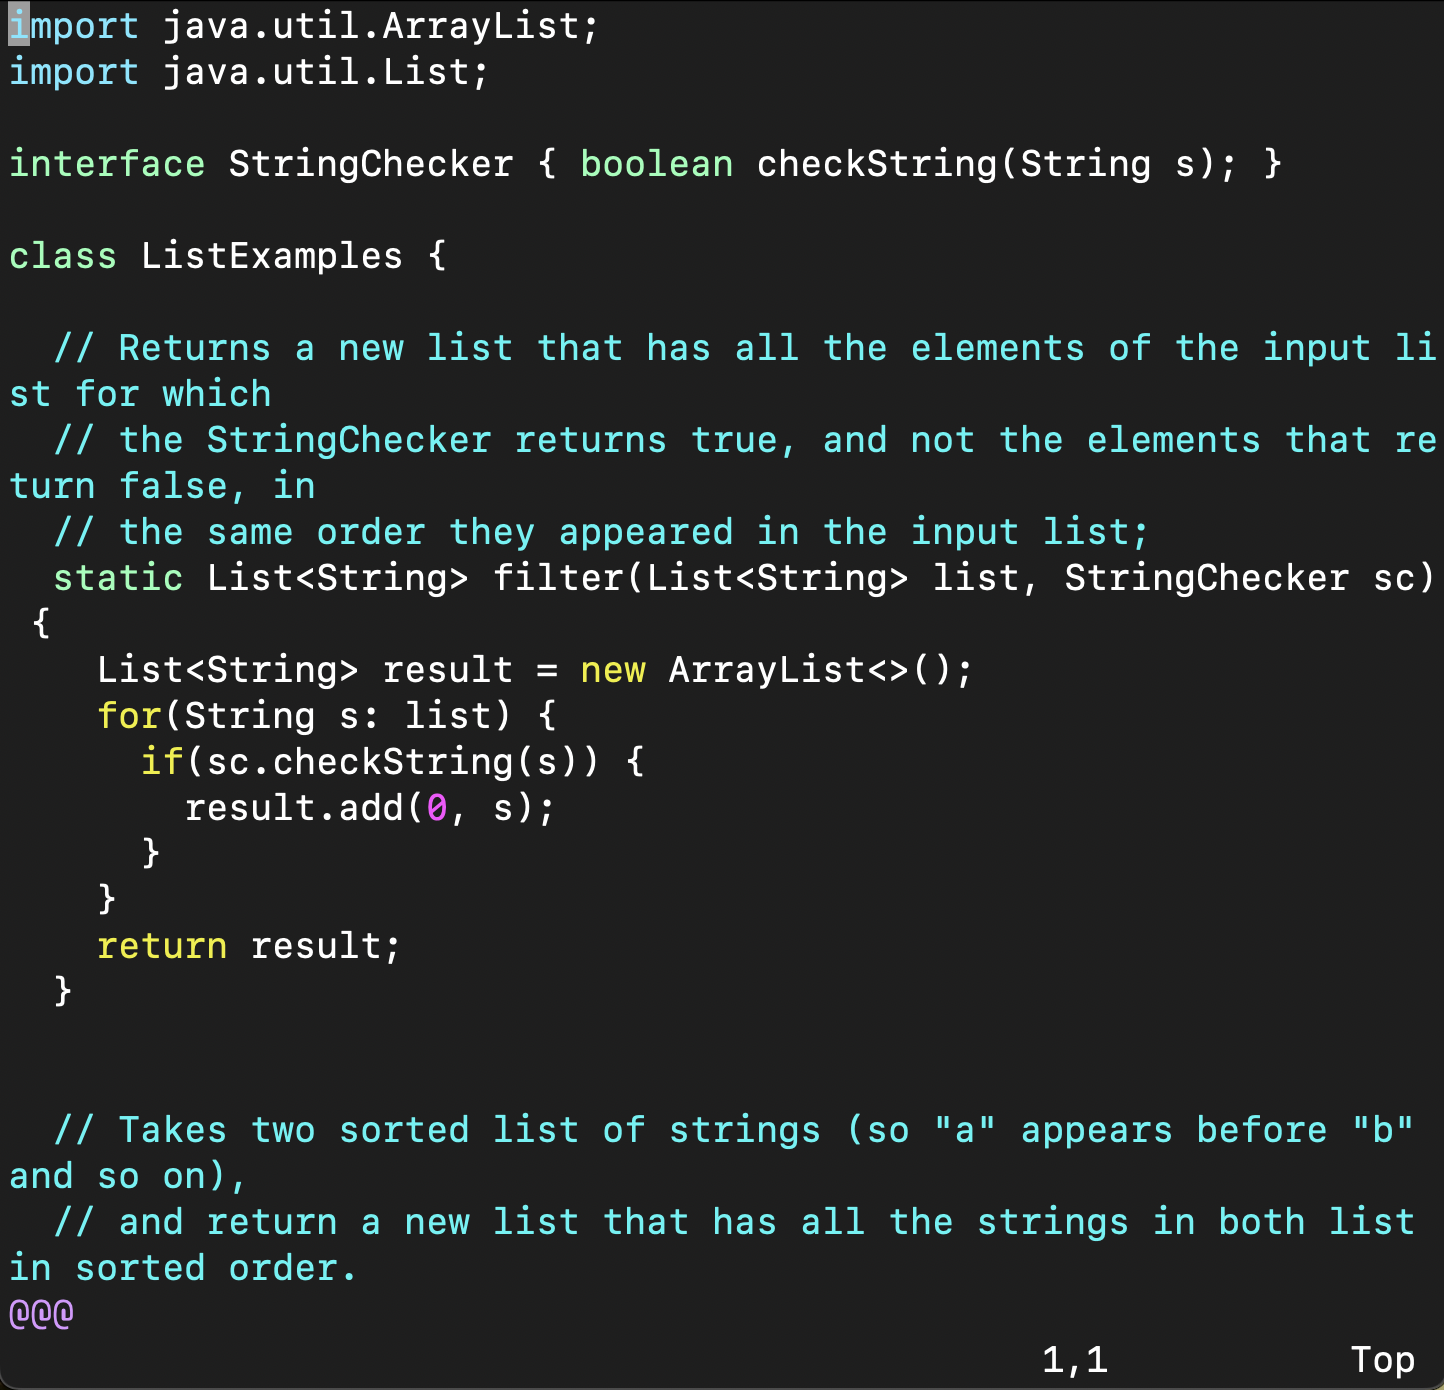 import java.util.ArrayList;
import java.util.List;

interface StringChecker { boolean checkString(String s); }

class ListExamples {

  // Returns a new list that has all the elements of the input li
st for which
  // the StringChecker returns true, and not the elements that re
turn false, in
  // the same order they appeared in the input list;
  static List<String> filter(List<String> list, StringChecker sc)
 {
    List<String> result = new ArrayList<>();
    for(String s: list) {
      if(sc.checkString(s)) {
        result.add(0, s);
      }
    }
    return result;
  }


  // Takes two sorted list of strings (so "a" appears before "b"
and so on),
  // and return a new list that has all the strings in both list
in sorted order.
@@@
1,1 Top